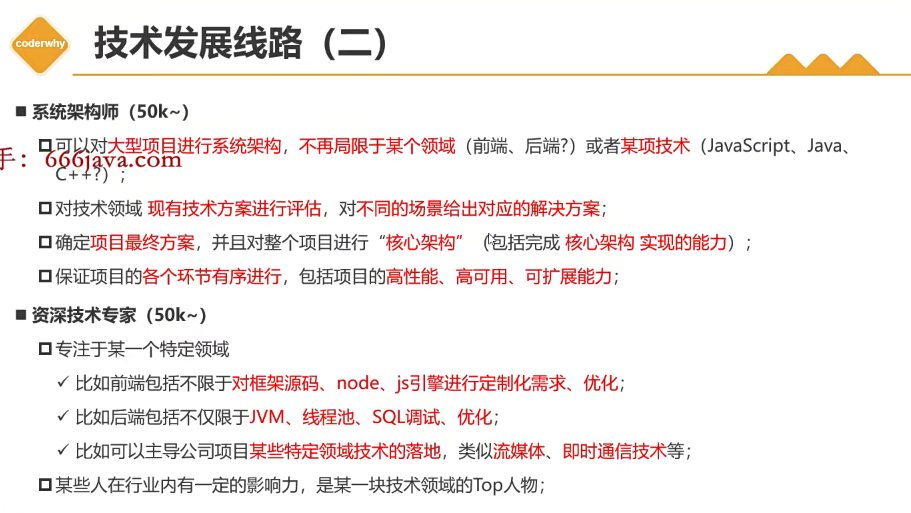 coderwhy
技术发展线路（二）
系统架构师（50k~）
可以对大型项目进行系统架构，不再局限于某个领域（前端、后端?）或者某项技术（JavaScript、Java、
手：666java.com
C++?）;
对技术领域 现有技术方案进行评估，对不同的场景给出对应的解决方案;
确定项目最终方案，并且对整个项目进行“核心架构”（包括完成 核心架构 实现的能力）;
保证项目的各个环节有序进行，包括项目的高性能、高可用、可扩展能力;
资深技术专家（50k~）
专注于某一个特定领域
比如前端包括不限于对框架源码、node、js引擎进行定制化需求、优化;
比如后端包括不仅限于JVM、线程池、SQL调试、优化;
比如可以主导公司项目某些特定领域技术的落地，类似流媒体、即时通信技术等;
某些人在行业内有一定的影响力，是某一块技术领域的Top人物;